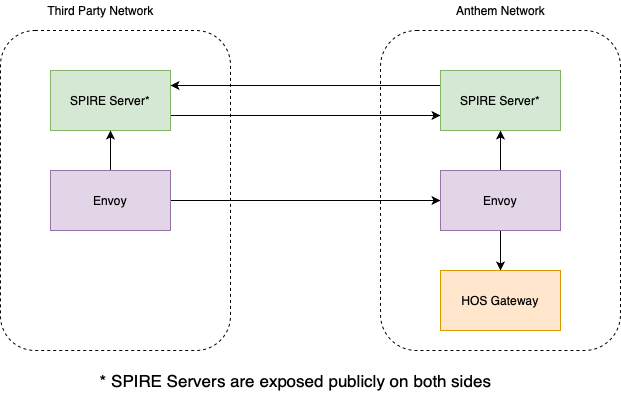 Third Party Network
Anthem Network
SPIRE Server*
SPIRE Server*
Envoy
Envoy
HOS Gateway
* SPIRE Servers are exposed publicly on both sides